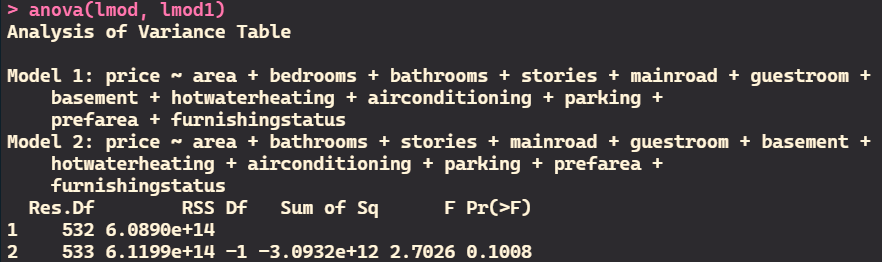 > anova(lmod, lmod1)
Analysis of Variance Table

Model 1: price ~ area + bedrooms + bathrooms + stories + mainroad + guestroom +
    basement + hotwaterheating + airconditioning + parking +
    prefarea + furnishingstatus
Model 2: price ~ area + bathrooms + stories + mainroad + guestroom + basement +
    hotwaterheating + airconditioning + parking + prefarea +
    furnishingstatus
  Res.Df        RSS Df   Sum of Sq      F Pr(>F)
1    532 6.0890e+14
2    533 6.1199e+14 -1 -3.0932e+12 2.7026 0.1008